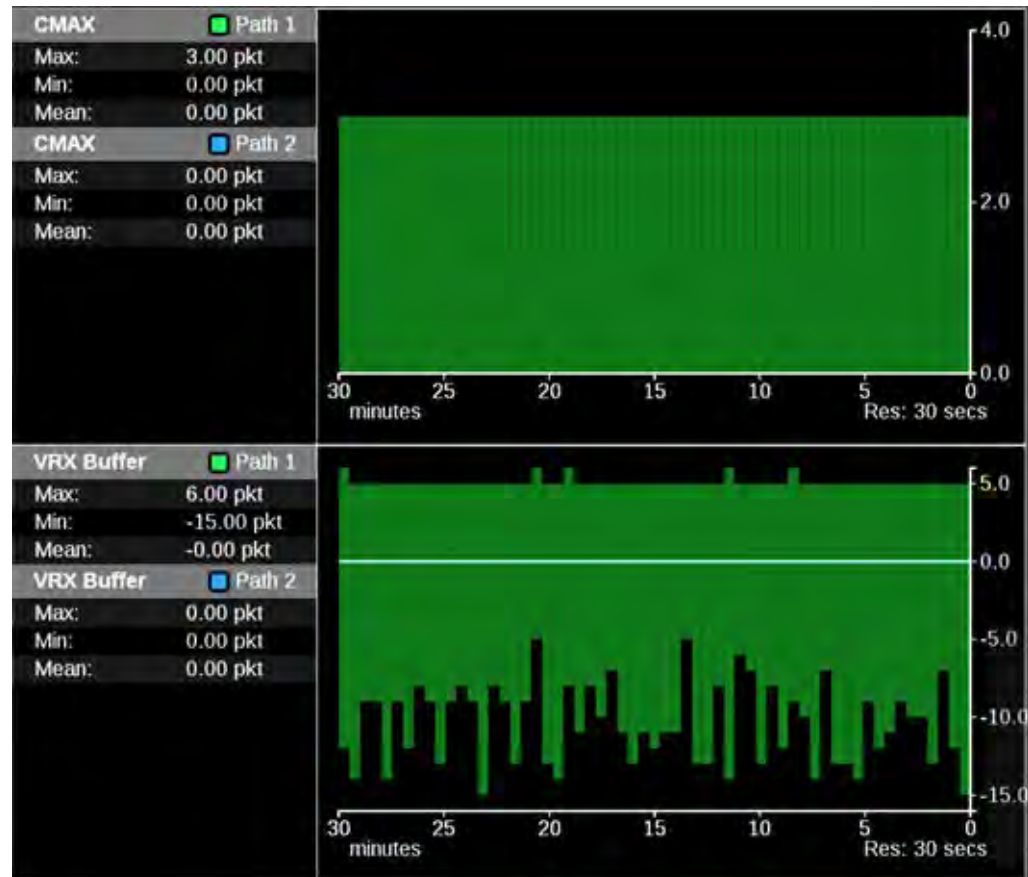 CMAX Path 1
Max: 3.00 pkt
Min: 0.00 pkt
Mean: 0.00 pkt
CMAX Path 2
Max: 0.00 pkt
Min: 0.00 pkt
Mean: 0.00 pkt
4.0
2.0
0.0
30 25 20 15 10 5 0
minutes Res: 30 secs
VRX Buffer Path 1
Max: 6.00 pkt
Min: -15.00 pkt
Mean: -0.00 pkt
VRX Buffer Path 2
Max: 0.00 pkt
Min: 0.00 pkt
Mean: 0.00 pkt
5.0
0.0
-5.0
-10.0
-15.0
30 25 20 15 10 5 0
minutes Res: 30 secs